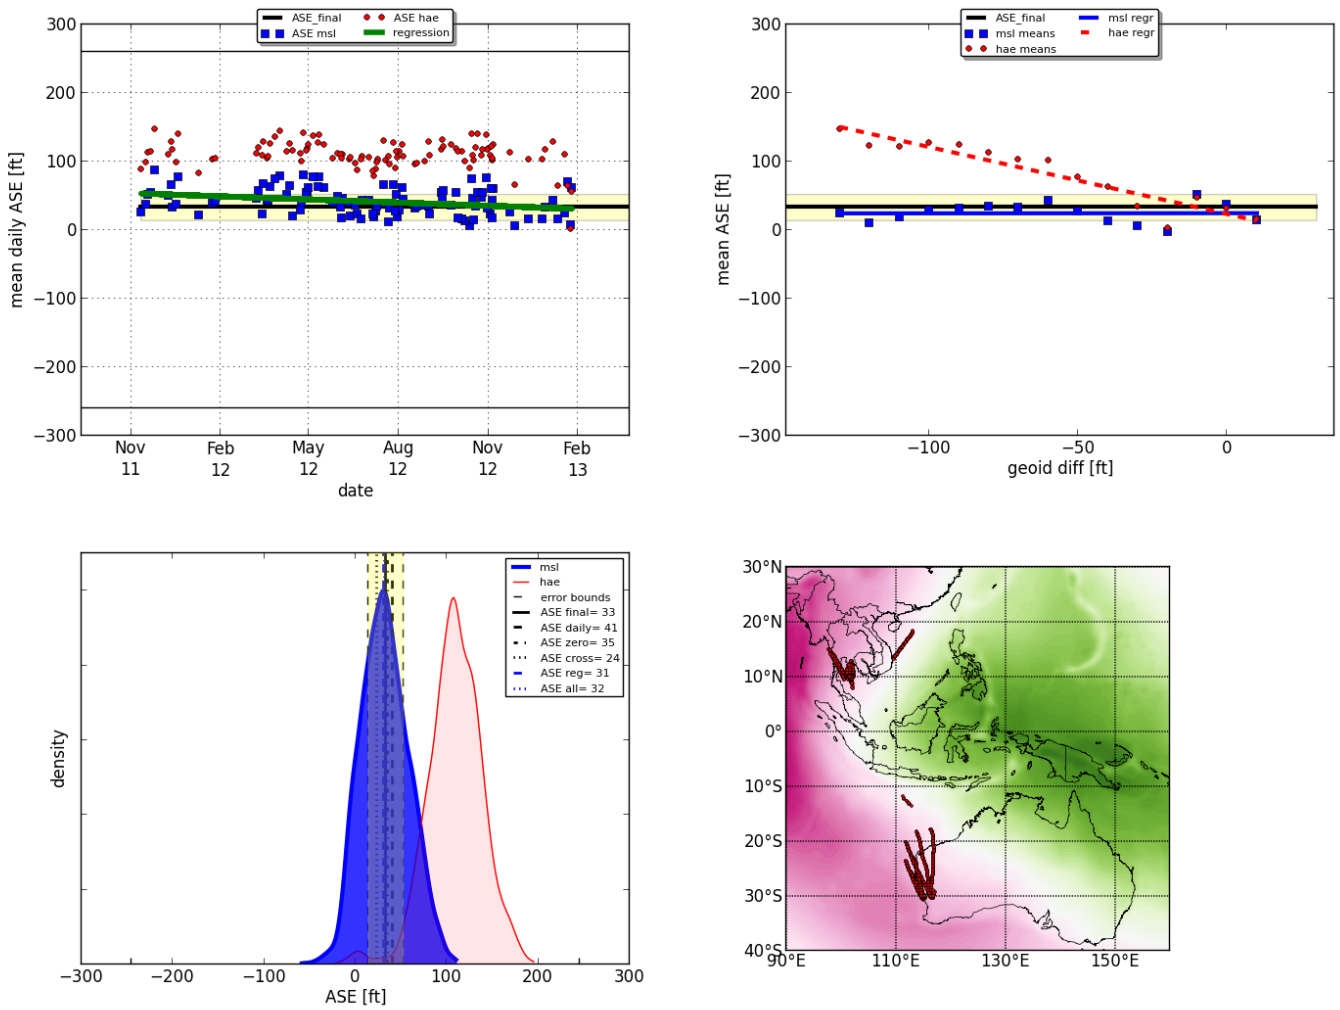 ASE_final
ASE msl
ASE hae
regression
300
200
100
0
−100
−200
−300
mean daily ASE [ft]
Nov Feb May Aug Nov Feb
11 12 12 12 12 13
date
ASE_final
msl means
hae means
msl regr
hae regr
300
200
100
0
−100
−200
−300
mean ASE [ft]
−100 −50 0
geoid diff [ft]
msl
hae
error bounds
ASE final= 33
ASE daily= 41
ASE zero= 35
ASE cross= 24
ASE reg= 31
ASE all= 32
density
−300 −200 −100 0 100 200 300
ASE [ft]
30°N
20°N
10°N
0°
10°S
20°S
30°S
40°S
90°E 110°E 130°E 150°E